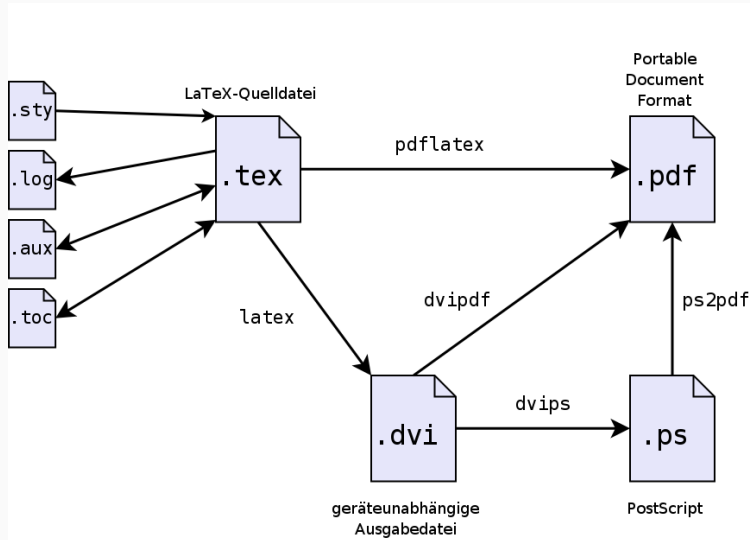 Portable
Document
Format
LaTeX-Quelldatei
.sty
.log
.aux
.toc
.tex
pdflatex
.pdf
latex
dvipdf
ps2pdf
.dvi
dvips
.ps
geräteunabhängige
Ausgabedatei
PostScript